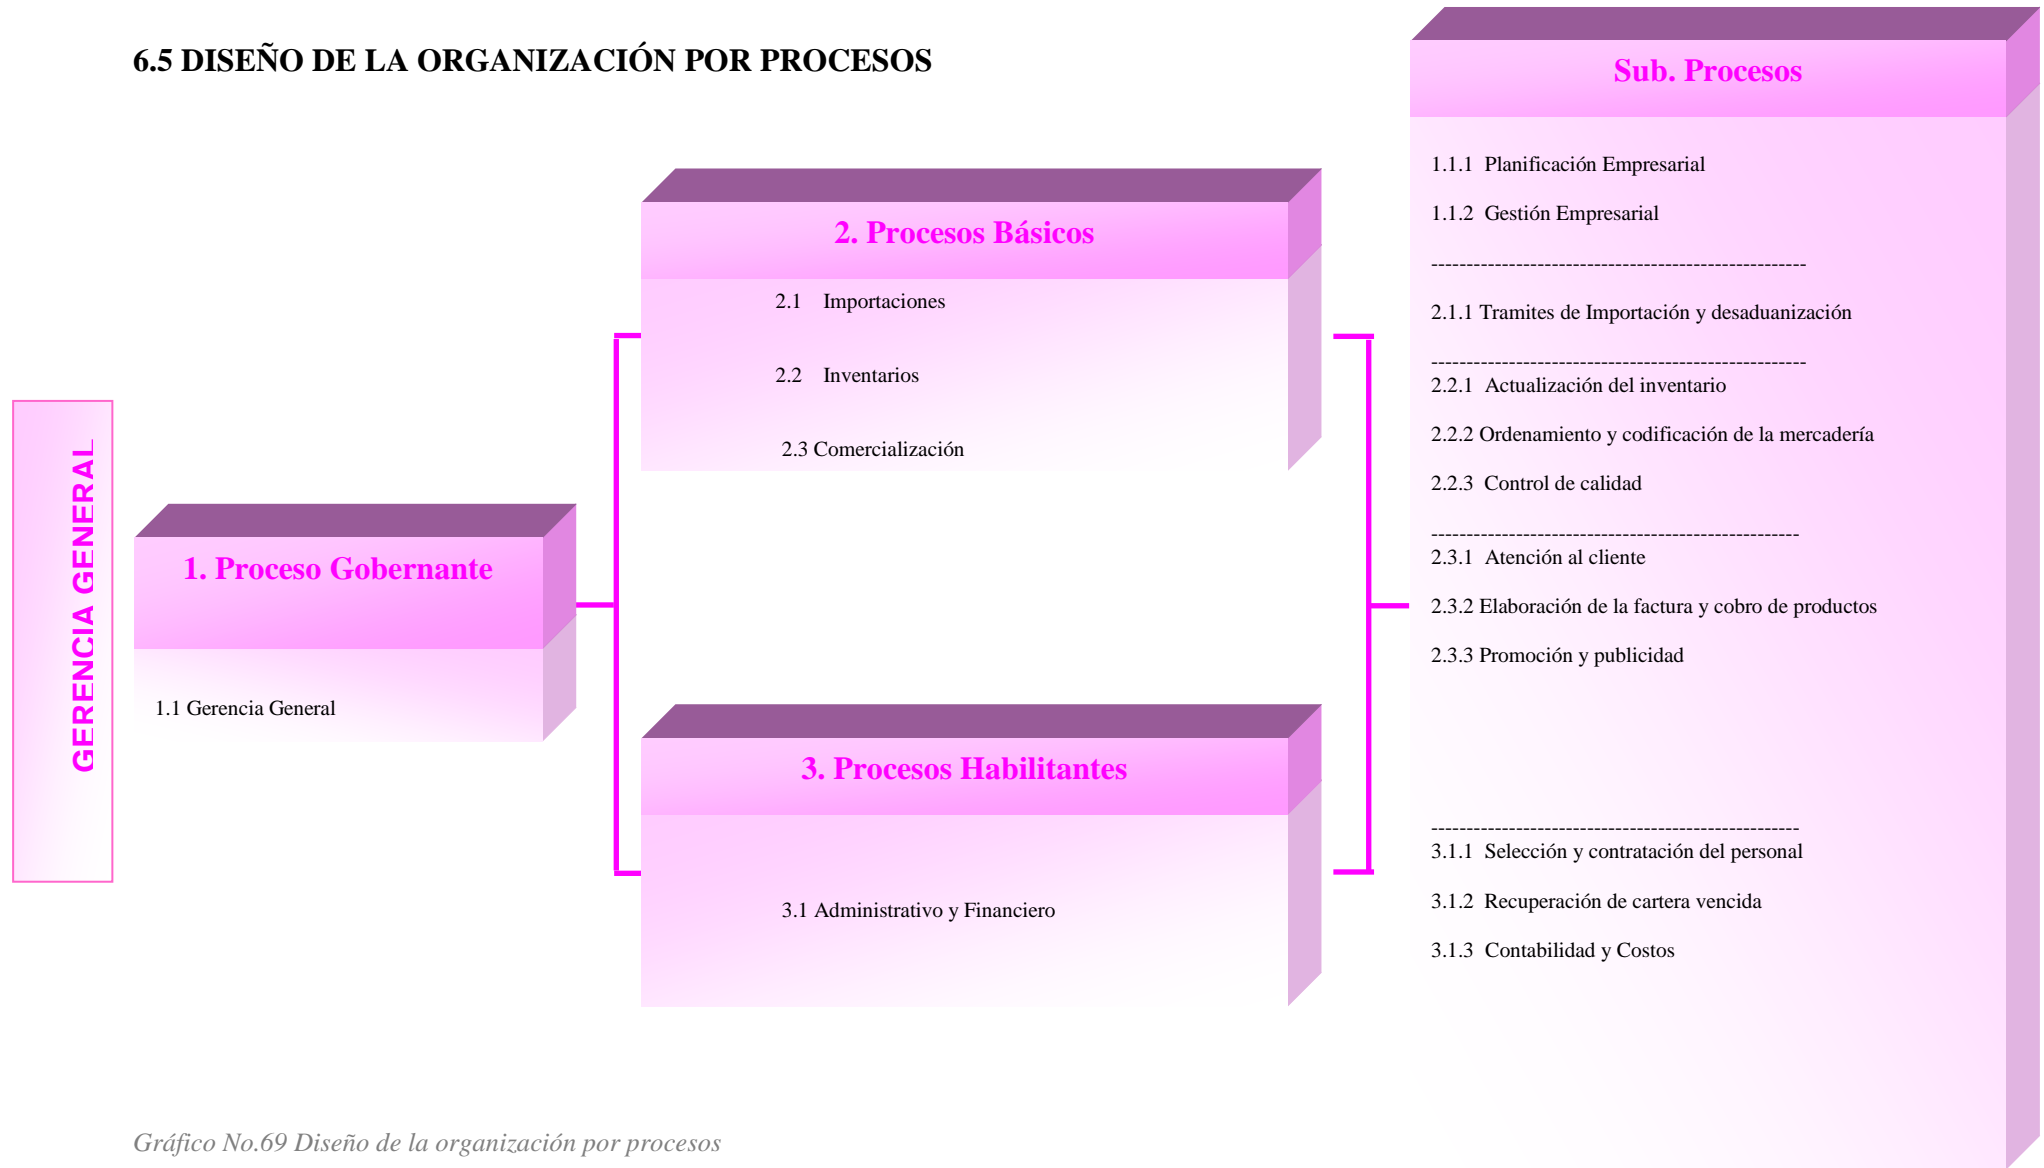 6.5 DISEÑO DE LA ORGANIZACIÓN POR PROCESOS
GERENCIA GENERAL
1. Proceso Gobernante
1.1 Gerencia General
2. Procesos Básicos
2.1 Importaciones
2.2 Inventarios
2.3 Comercialización
3. Procesos Habilitantes
3.1 Administrativo y Financiero
Sub. Procesos
1.1.1 Planificación Empresarial
1.1.2 Gestión Empresarial
-----------------------------------------------------
2.1.1 Tramites de Importación y desaduanización
-----------------------------------------------------
2.2.1 Actualización del inventario
2.2.2 Ordenamiento y codificación de la mercadería
2.2.3 Control de calidad
----------------------------------------------------
2.3.1 Atención al cliente
2.3.2 Elaboración de la factura y cobro de productos
2.3.3 Promoción y publicidad
----------------------------------------------------
3.1.1 Selección y contratación del personal
3.1.2 Recuperación de cartera vencida
3.1.3 Contabilidad y Costos
Gráfico No.69 Diseño de la organización por procesos